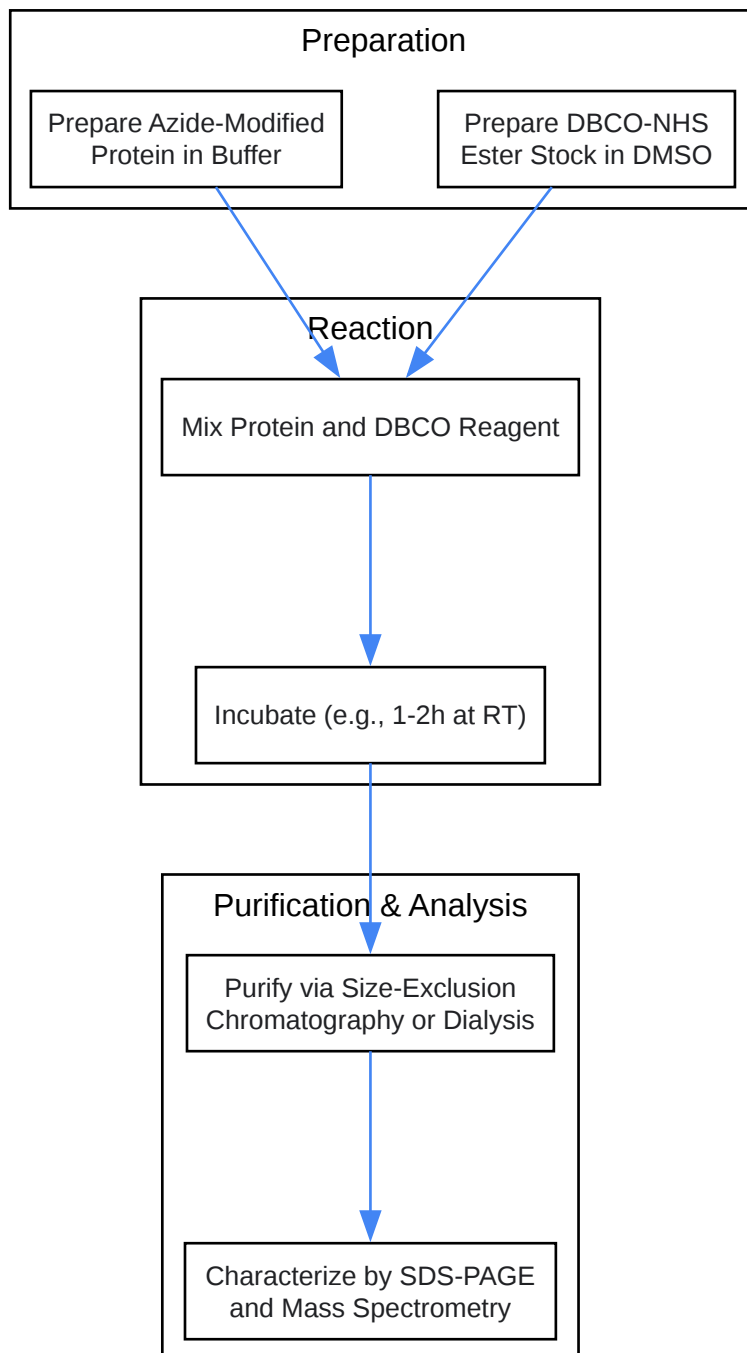 Preparation
Prepare Azide-Modified
Protein in Buffer
Prepare DBCO-NHS
Ester Stock in DMSO
Reaction
Mix Protein and DBCO Reagent
Incubate (e.g., 1-2h at RT)
Purification & Analysis
Purify via Size-Exclusion
Chromatography or Dialysis
Characterize by SDS-PAGE
and Mass Spectrometry